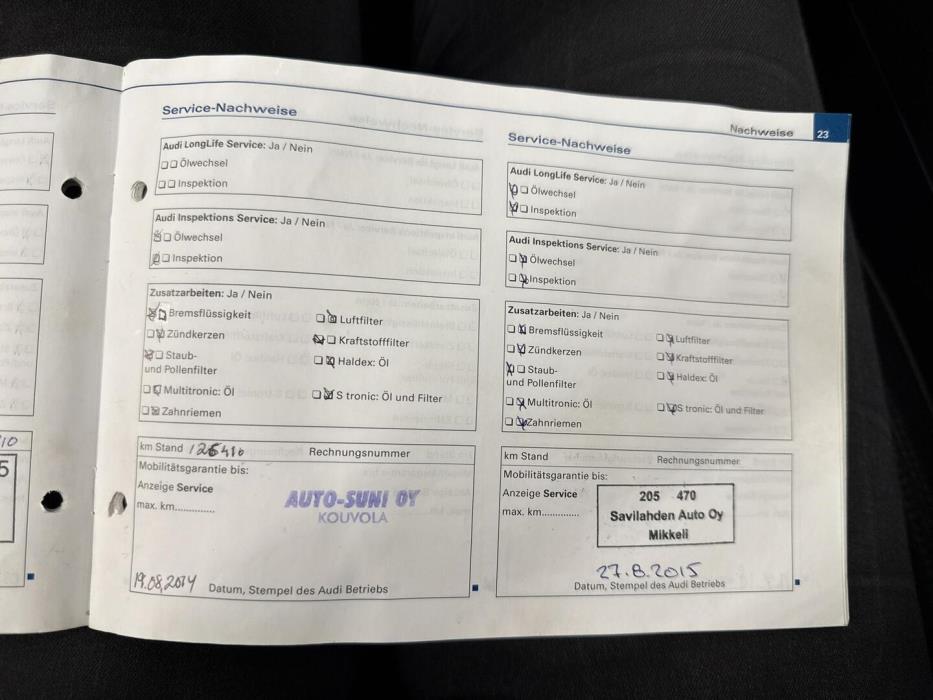 Nachweise 23
Service-Nachweise
Audi LongLife Service: Ja / Nein
Ölwechsel
Inspektion
Audi Inspektions Service: Ja / Nein
Ölwechsel
Inspektion
Zusatzarbeiten: Ja / Nein
Bremsflüssigkeit Luftfilter
Zündkerzen Kraftstofffilter
Staub- Haldex: Öl
und Pollenfilter
Multitronic: Öl S tronic: Öl und Filter
Zahnriemen
km Stand 126410 Rechnungsnummer
Mobilitätsgarantie bis:
Anzeige Service
max. km..............
AUTO-SUNI OY
KOUVOLA
19.08.2014 Datum, Stempel des Audi Betriebs
Service-Nachweise
Audi LongLife Service: Ja / Nein
Ölwechsel
Inspektion
Audi Inspektions Service: Ja / Nein
Ölwechsel
Inspektion
Zusatzarbeiten: Ja / Nein
Bremsflüssigkeit Luftfilter
Zündkerzen Kraftstofffilter
Staub- Haldex: Öl
und Pollenfilter
Multitronic: Öl S tronic: Öl und Filter
Zahnriemen
km Stand Rechnungsnummer
Mobilitätsgarantie bis:
Anzeige Service
max. km..............
205 470
Savilahden Auto Oy
Mikkeli
27.8.2015
Datum, Stempel des Audi Betriebs